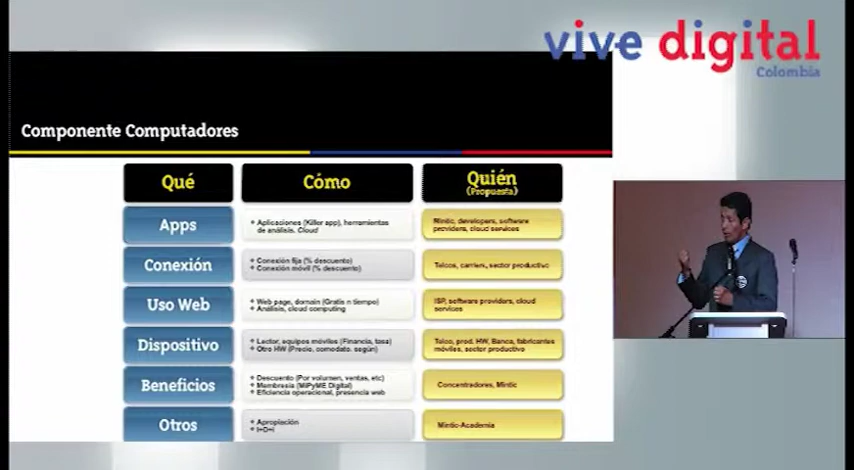 vive digital
Colombia
Componente Computadores
Qué
Cómo
Quién
(Propuesta)
Apps
+ Aplicaciones (Killer app), herramientas
de análisis. Cloud
Mintic, developers, software
providers, cloud services
Conexión
+ Conexión fija (% descuento)
+ Conexión móvil (% descuento)
Telcos, carriers, sector productivo
Uso Web
+ Web page, domain (Gratis n tiempo)
+ Análisis, cloud computing
ISP, software providers, cloud
services
Dispositivo
+ Lector, equipos móviles (Financia, tasa)
+ Otro HW (Precio, comodato, según)
Telco, prod. HW, Banca, fabricantes
móviles, sector productivo
Beneficios
+ Descuento (Por volumen, ventas, etc)
+ Membresía (MiPyME Digital)
+ Eficiencia operacional, presencia web
Concentradores, Mintic
Otros
+ Apropiación
+ I+D+i
Mintic-Academia